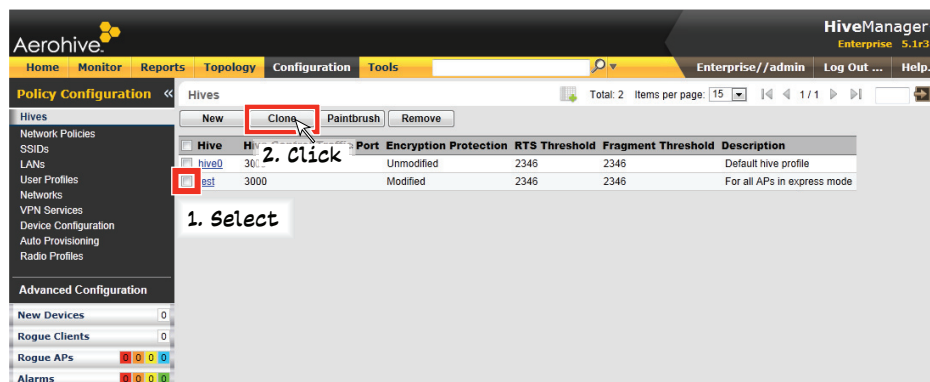 Aerohive.
HiveManager
Enterprise 5.1r3
Home Monitor Reports Topology Configuration Tools Enterprise//admin Log Out ... Help.
Policy Configuration «
Hives
Network Policies
SSIDs
LANs
User Profiles
Networks
VPN Services
Device Configuration
Auto Provisioning
Radio Profiles
Advanced Configuration
New Devices 0
Rogue Clients 0
Rogue APs 0 0 0 0
Alarms 0 0 0 0
Hives Total: 2 Items per page: 15 1 / 1
New Clone Paintbrush Remove
2. Click
Hive Port Encryption Protection RTS Threshold Fragment Threshold Description
hive0 Unmodified 2346 2346 Default hive profile
3000 Modified 2346 2346 For all APs in express mode
1. Select